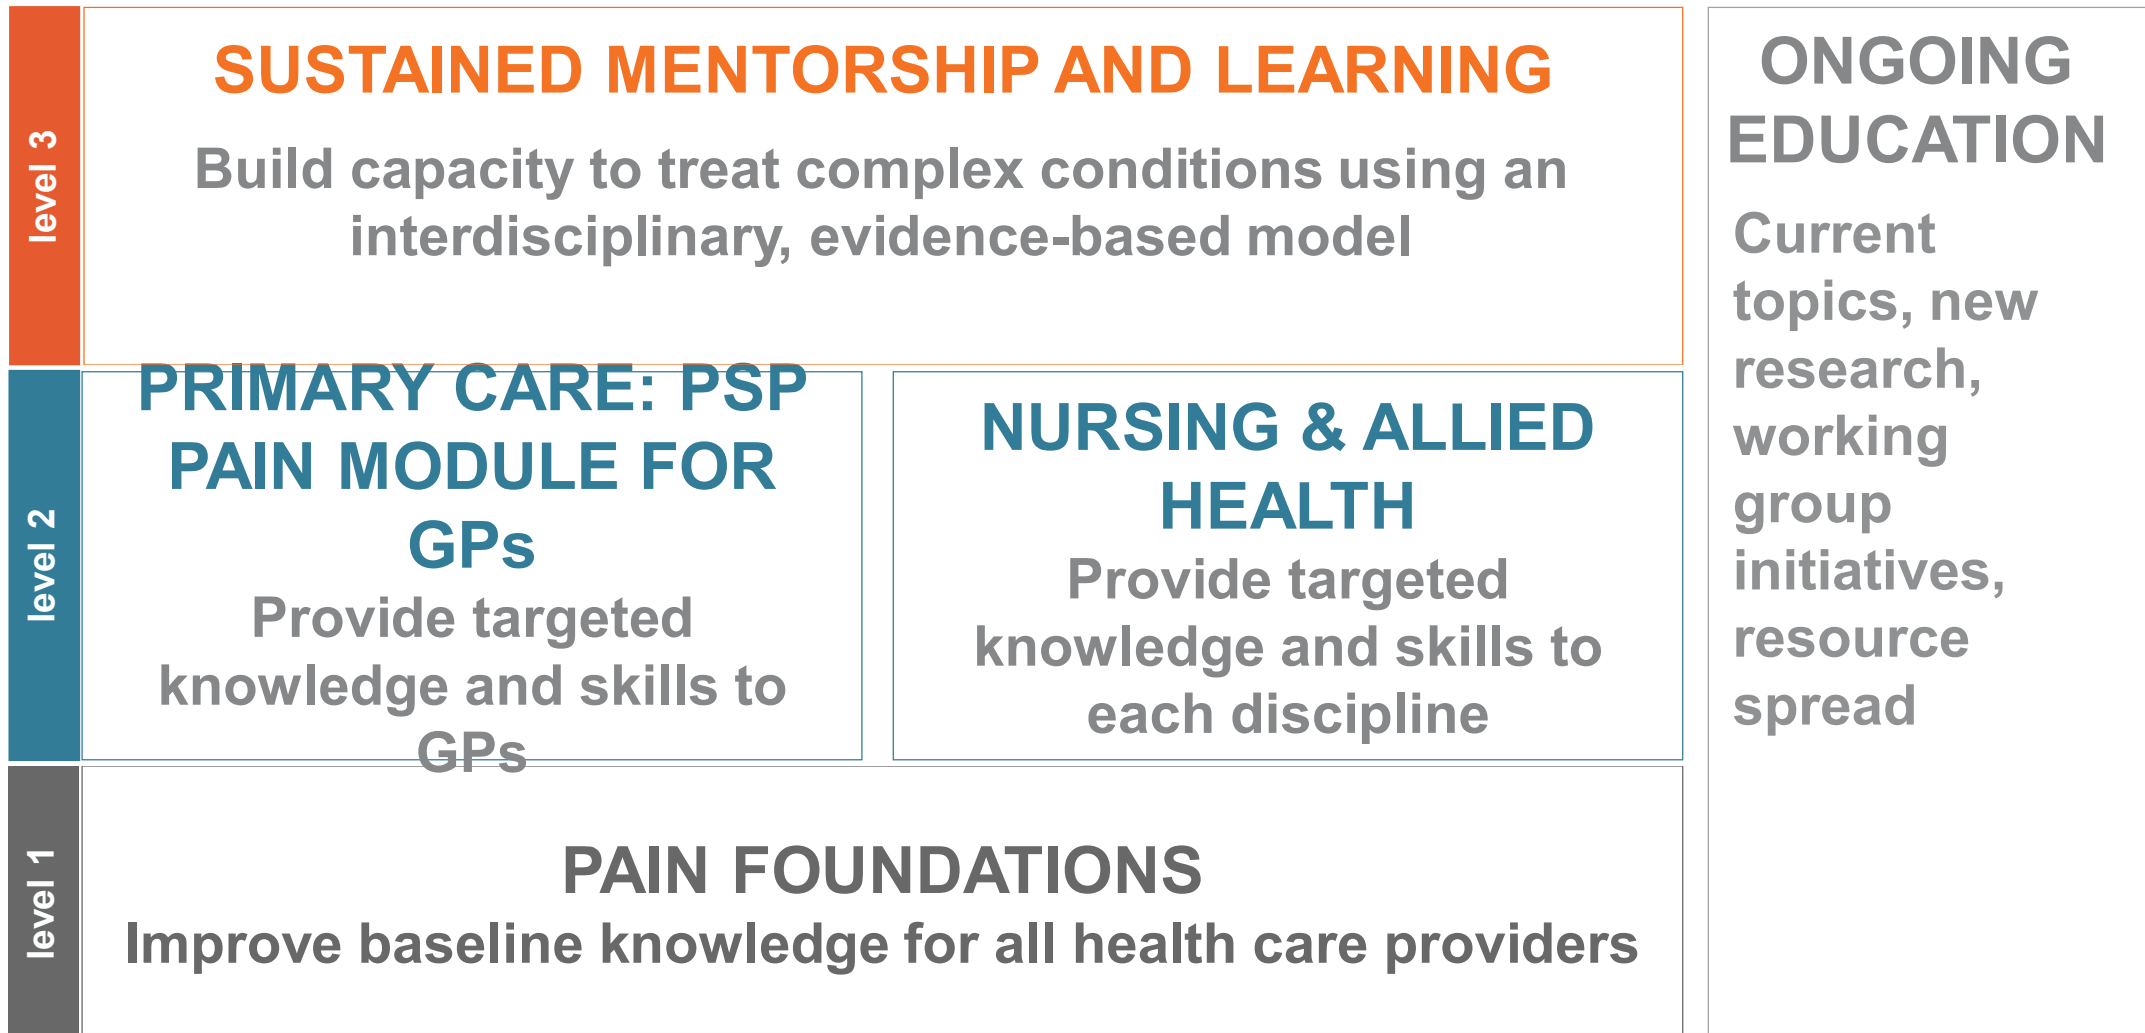 level 3
SUSTAINED MENTORSHIP AND LEARNING
Build capacity to treat complex conditions using an
interdisciplinary, evidence-based model
level 2
PRIMARY CARE: PSP
PAIN MODULE FOR
GPs
Provide targeted
knowledge and skills to
GPs
NURSING & ALLIED
HEALTH
Provide targeted
knowledge and skills to
each discipline
level 1
PAIN FOUNDATIONS
Improve baseline knowledge for all health care providers
ONGOING
EDUCATION
Current
topics, new
research,
working
group
initiatives,
resource
spread